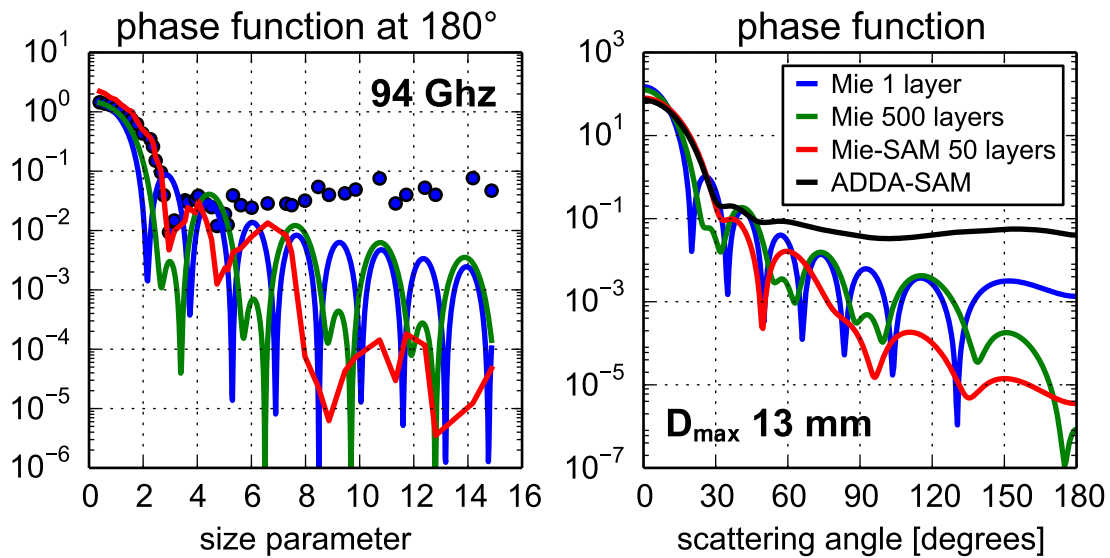 phase function at 180°
94 Ghz
10^1
10^0
10^-1
10^-2
10^-3
10^-4
10^-5
10^-6
0 2 4 6 8 10 12 14 16
size parameter
phase function
Mie 1 layer
Mie 500 layers
Mie-SAM 50 layers
ADDA-SAM
10^3
10^1
10^-1
10^-3
10^-5
10^-7
D_max 13 mm
0 30 60 90 120 150 180
scattering angle [degrees]